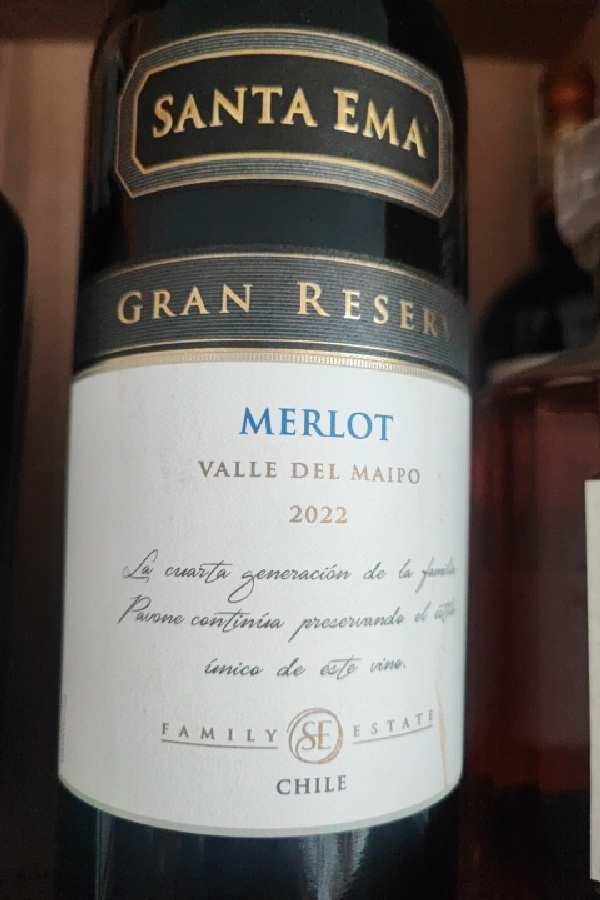 SANTA EMA
GRAN RESERV
MERLOT
VALLE DEL MAIPO
2022
La cuarta generación de la familia
Pavone continúa preservando el estilo
único de este vino.
FAMILY SE ESTATE
CHILE